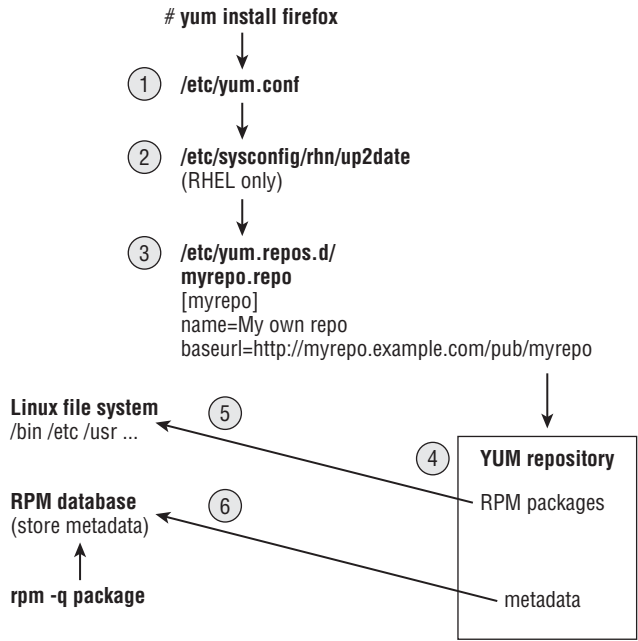 # yum install firefox
1 /etc/yum.conf
2 /etc/sysconfig/rhn/up2date
(RHEL only)
3 /etc/yum.repos.d/
myrepo.repo
[myrepo]
name=My own repo
baseurl=http://myrepo.example.com/pub/myrepo
Linux file system
/bin /etc /usr ...
5
4
YUM repository
RPM packages
RPM database
(store metadata)
6
rpm -q package
metadata